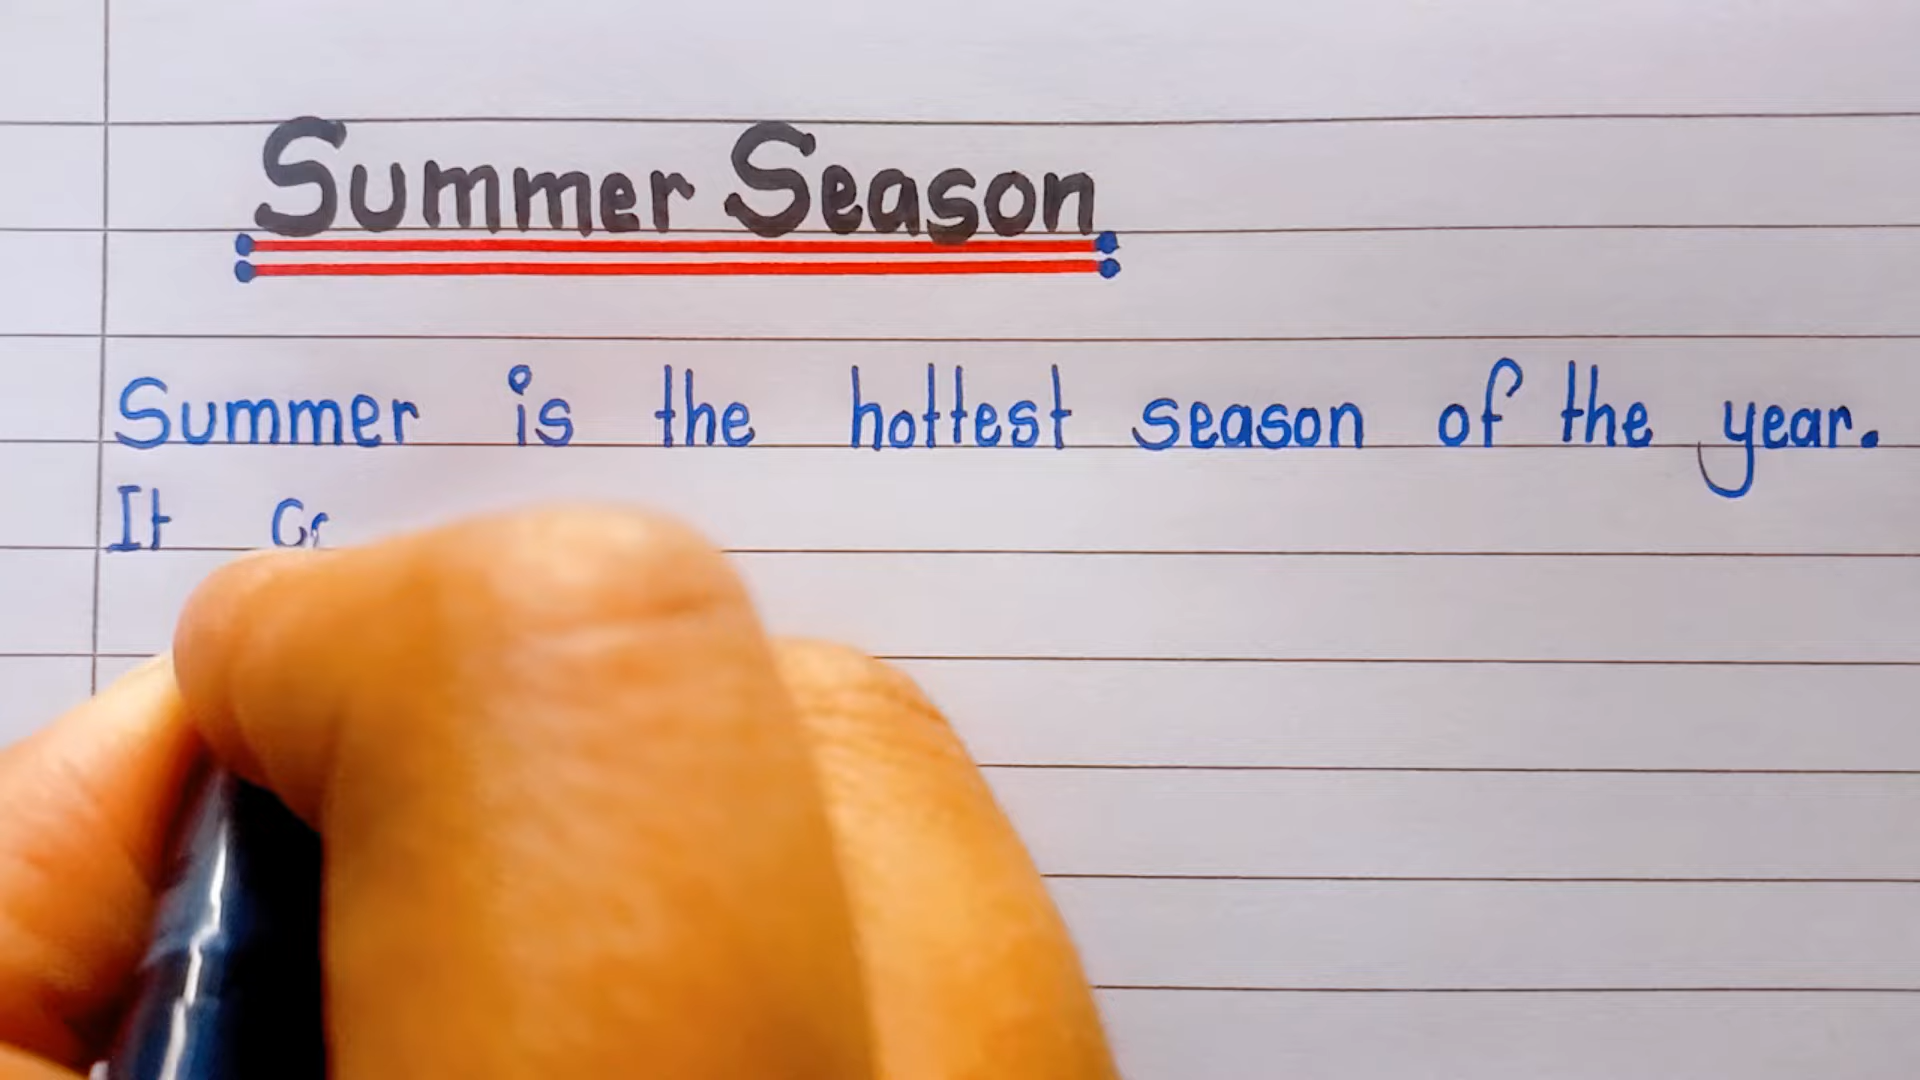 Summer Season
Summer is the hottest season of the year.
It